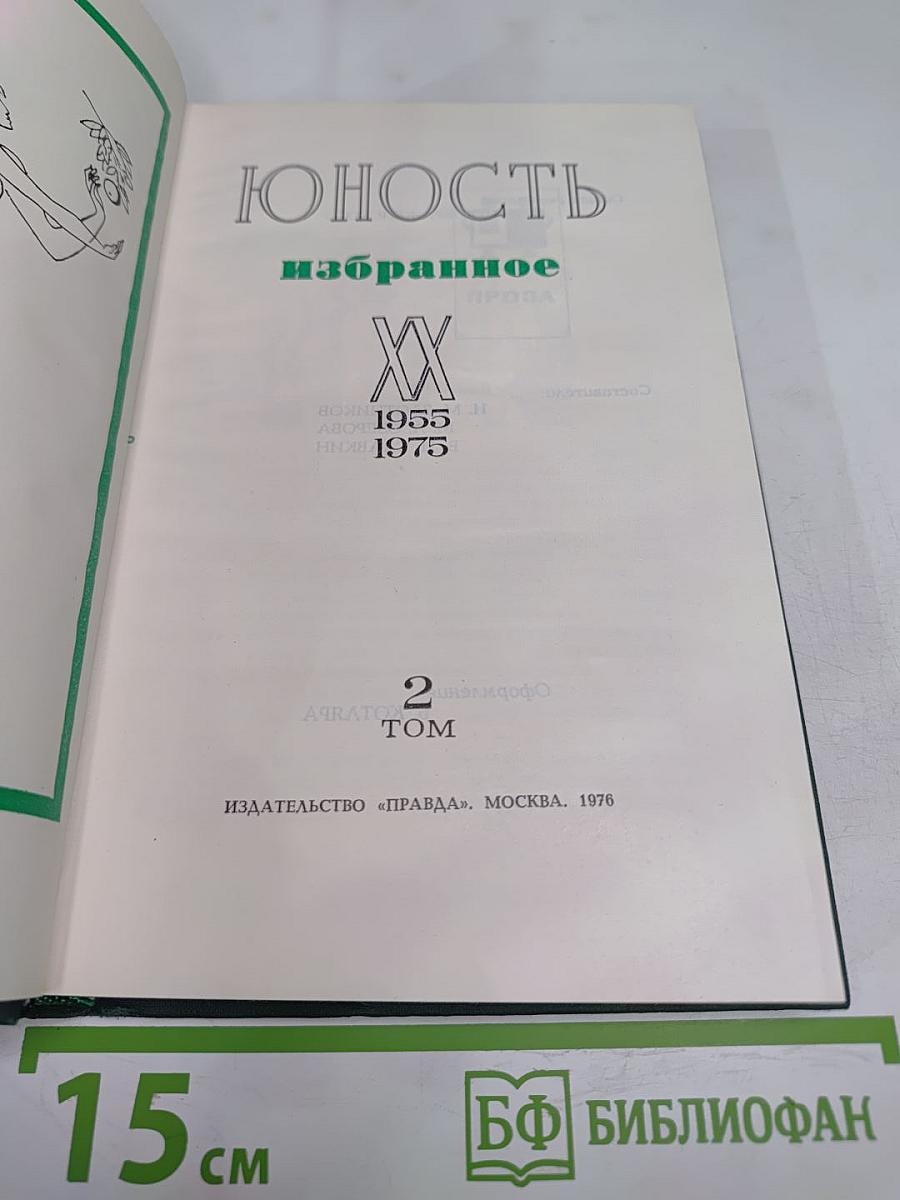 ЮНОСТЬ
избранное
XX
1955
1975
2
ТОМ
ИЗДАТЕЛЬСТВО «ПРАВДА». МОСКВА. 1976
15 см
БФ БИБЛИОФАН